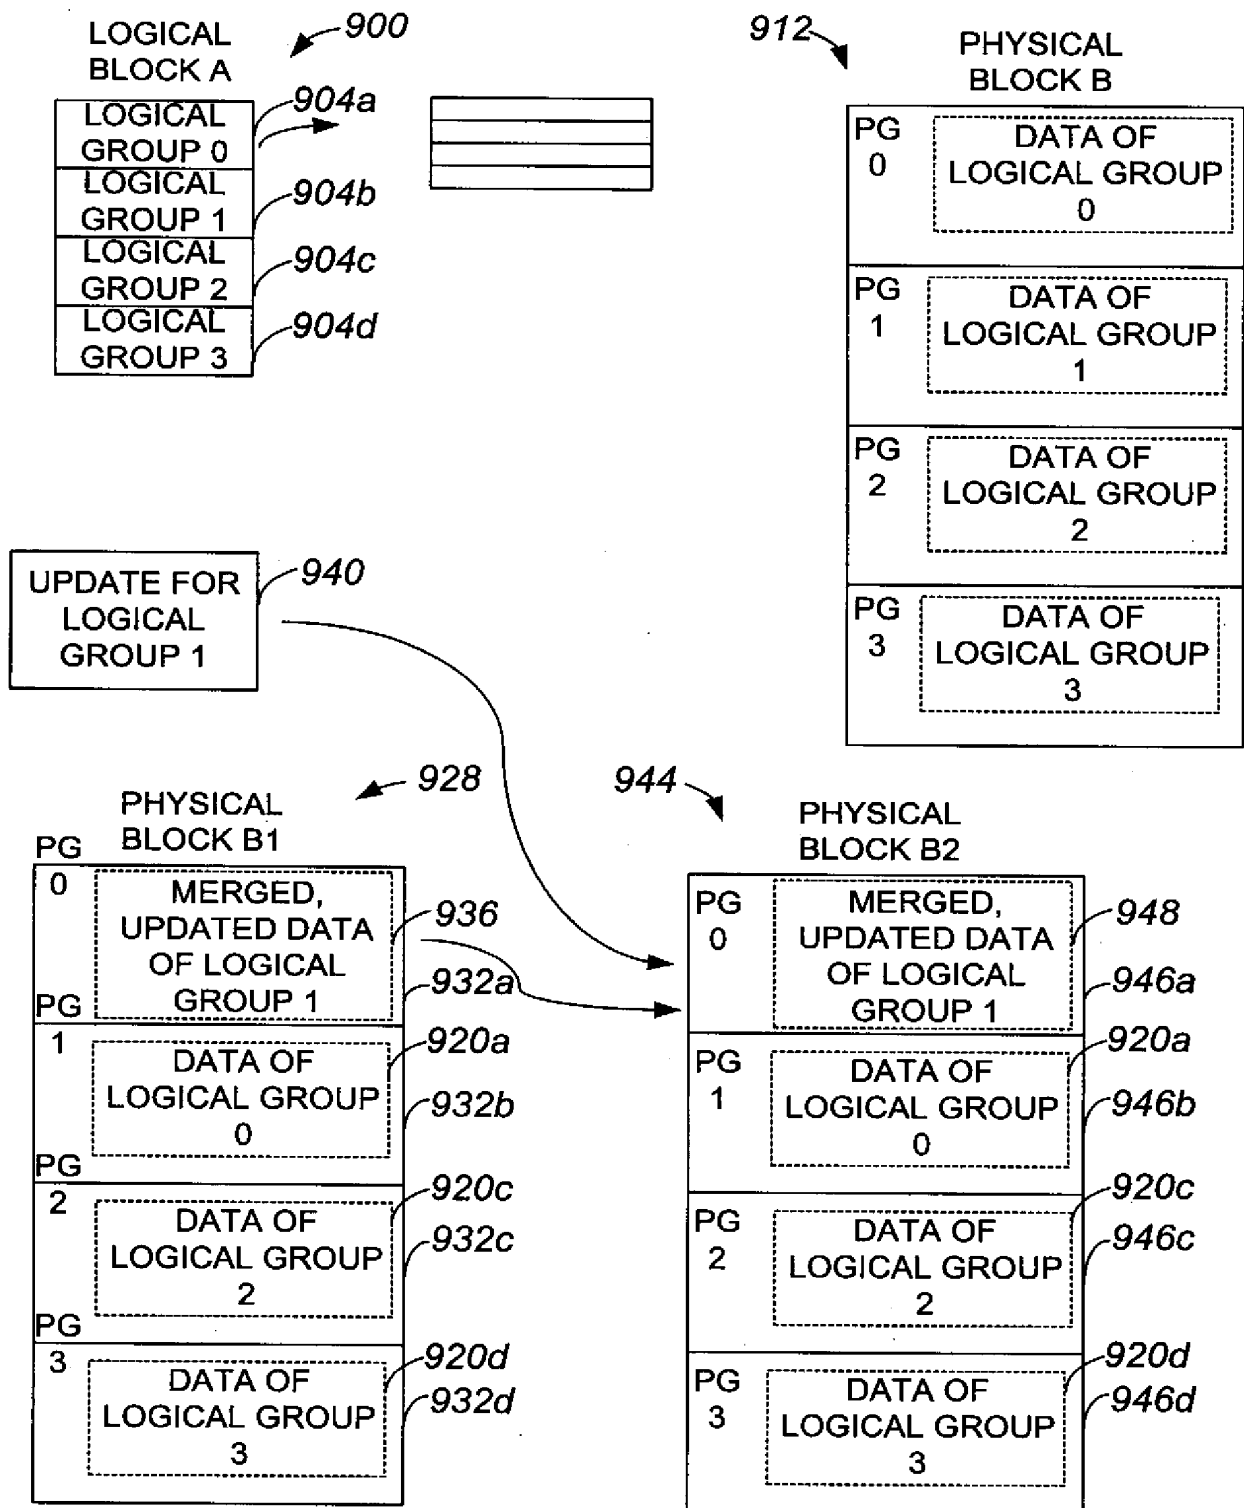 LOGICAL
BLOCK A
900
LOGICAL
GROUP 0
904a
LOGICAL
GROUP 1
904b
LOGICAL
GROUP 2
904c
LOGICAL
GROUP 3
904d
912
PHYSICAL
BLOCK B
PG
0
DATA OF
LOGICAL GROUP
0
PG
1
DATA OF
LOGICAL GROUP
1
PG
2
DATA OF
LOGICAL GROUP
2
PG
3
DATA OF
LOGICAL GROUP
3
UPDATE FOR
LOGICAL
GROUP 1
940
928
PHYSICAL
BLOCK B1
PG
0
MERGED,
UPDATED DATA
OF LOGICAL
GROUP 1
936
932a
PG
1
DATA OF
LOGICAL GROUP
0
920a
932b
PG
2
DATA OF
LOGICAL GROUP
2
920c
932c
PG
3
DATA OF
LOGICAL GROUP
3
920d
932d
944
PHYSICAL
BLOCK B2
PG
0
MERGED,
UPDATED DATA
OF LOGICAL
GROUP 1
948
946a
PG
1
DATA OF
LOGICAL GROUP
0
920a
946b
PG
2
DATA OF
LOGICAL GROUP
2
920c
946c
PG
3
DATA OF
LOGICAL GROUP
3
920d
946d